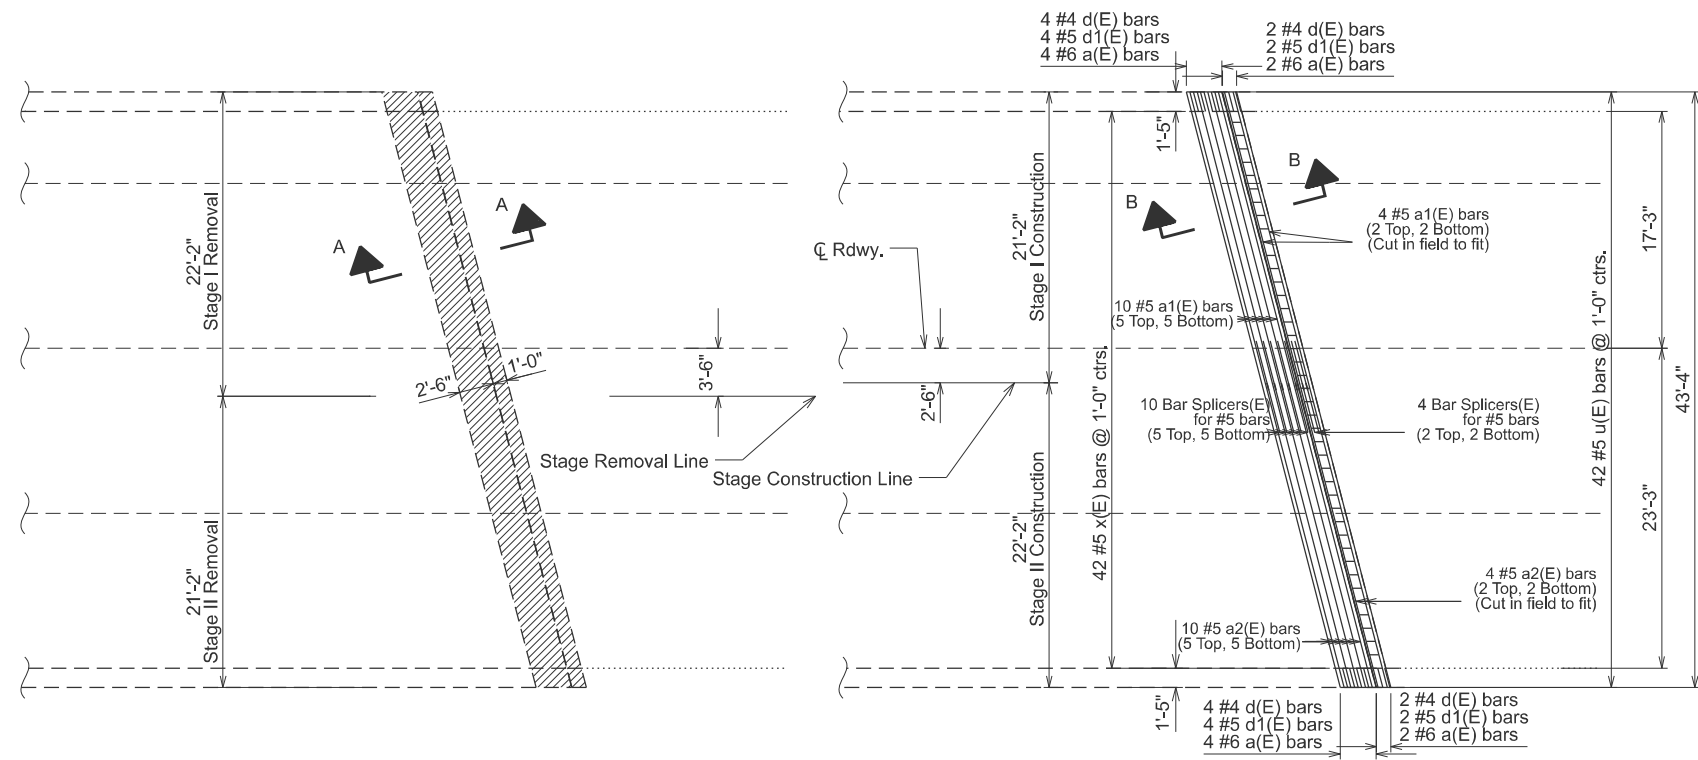 22'-2"
Stage I Removal
21'-2"
Stage II Removal
A
A
2'-6"
1'-0"
3'-6"
Stage Removal Line
Stage Construction Line
℄ Rdwy.
2'-6"
4 #4 d(E) bars
4 #5 d1(E) bars
4 #6 a(E) bars
2 #4 d(E) bars
2 #5 d1(E) bars
2 #6 a(E) bars
1'-5"
21'-2"
Stage I Construction
22'-2"
Stage II Construction
42 #5 x(E) bars @ 1'-0" ctrs.
B
B
4 #5 a1(E) bars
(2 Top, 2 Bottom)
(Cut in field to fit)
10 #5 a1(E) bars
(5 Top, 5 Bottom)
10 Bar Splicers(E)
for #5 bars
(5 Top, 5 Bottom)
4 Bar Splicers(E)
for #5 bars
(2 Top, 2 Bottom)
4 #5 a2(E) bars
(2 Top, 2 Bottom)
(Cut in field to fit)
10 #5 a2(E) bars
(5 Top, 5 Bottom)
42 #5 u(E) bars @ 1'-0" ctrs.
17'-3"
23'-3"
43'-4"
1'-5"
4 #4 d(E) bars
4 #5 d1(E) bars
4 #6 a(E) bars
2 #4 d(E) bars
2 #5 d1(E) bars
2 #6 a(E) bars